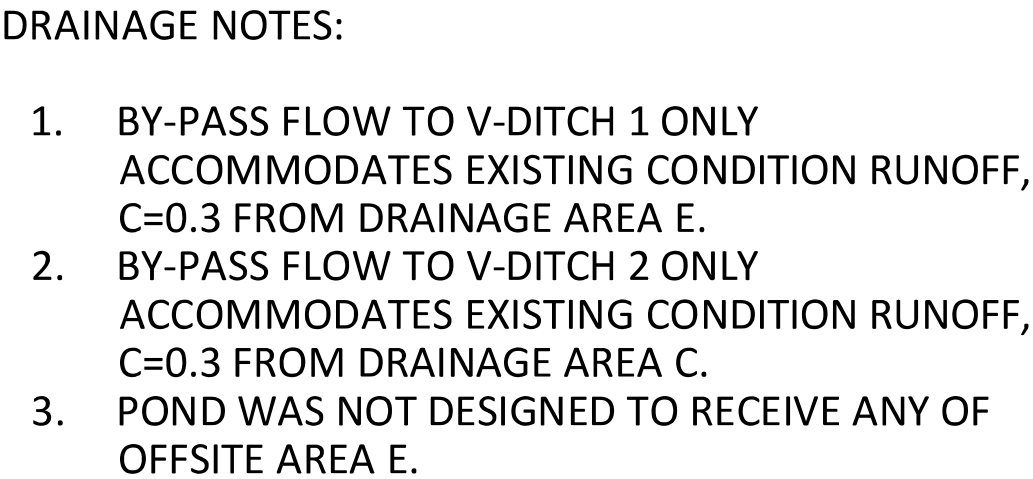 DRAINAGE NOTES:
1. BY-PASS FLOW TO V-DITCH 1 ONLY
ACCOMMODATES EXISTING CONDITION RUNOFF,
C=0.3 FROM DRAINAGE AREA E.
2. BY-PASS FLOW TO V-DITCH 2 ONLY
ACCOMMODATES EXISTING CONDITION RUNOFF,
C=0.3 FROM DRAINAGE AREA C.
3. POND WAS NOT DESIGNED TO RECEIVE ANY OF
OFFSITE AREA E.